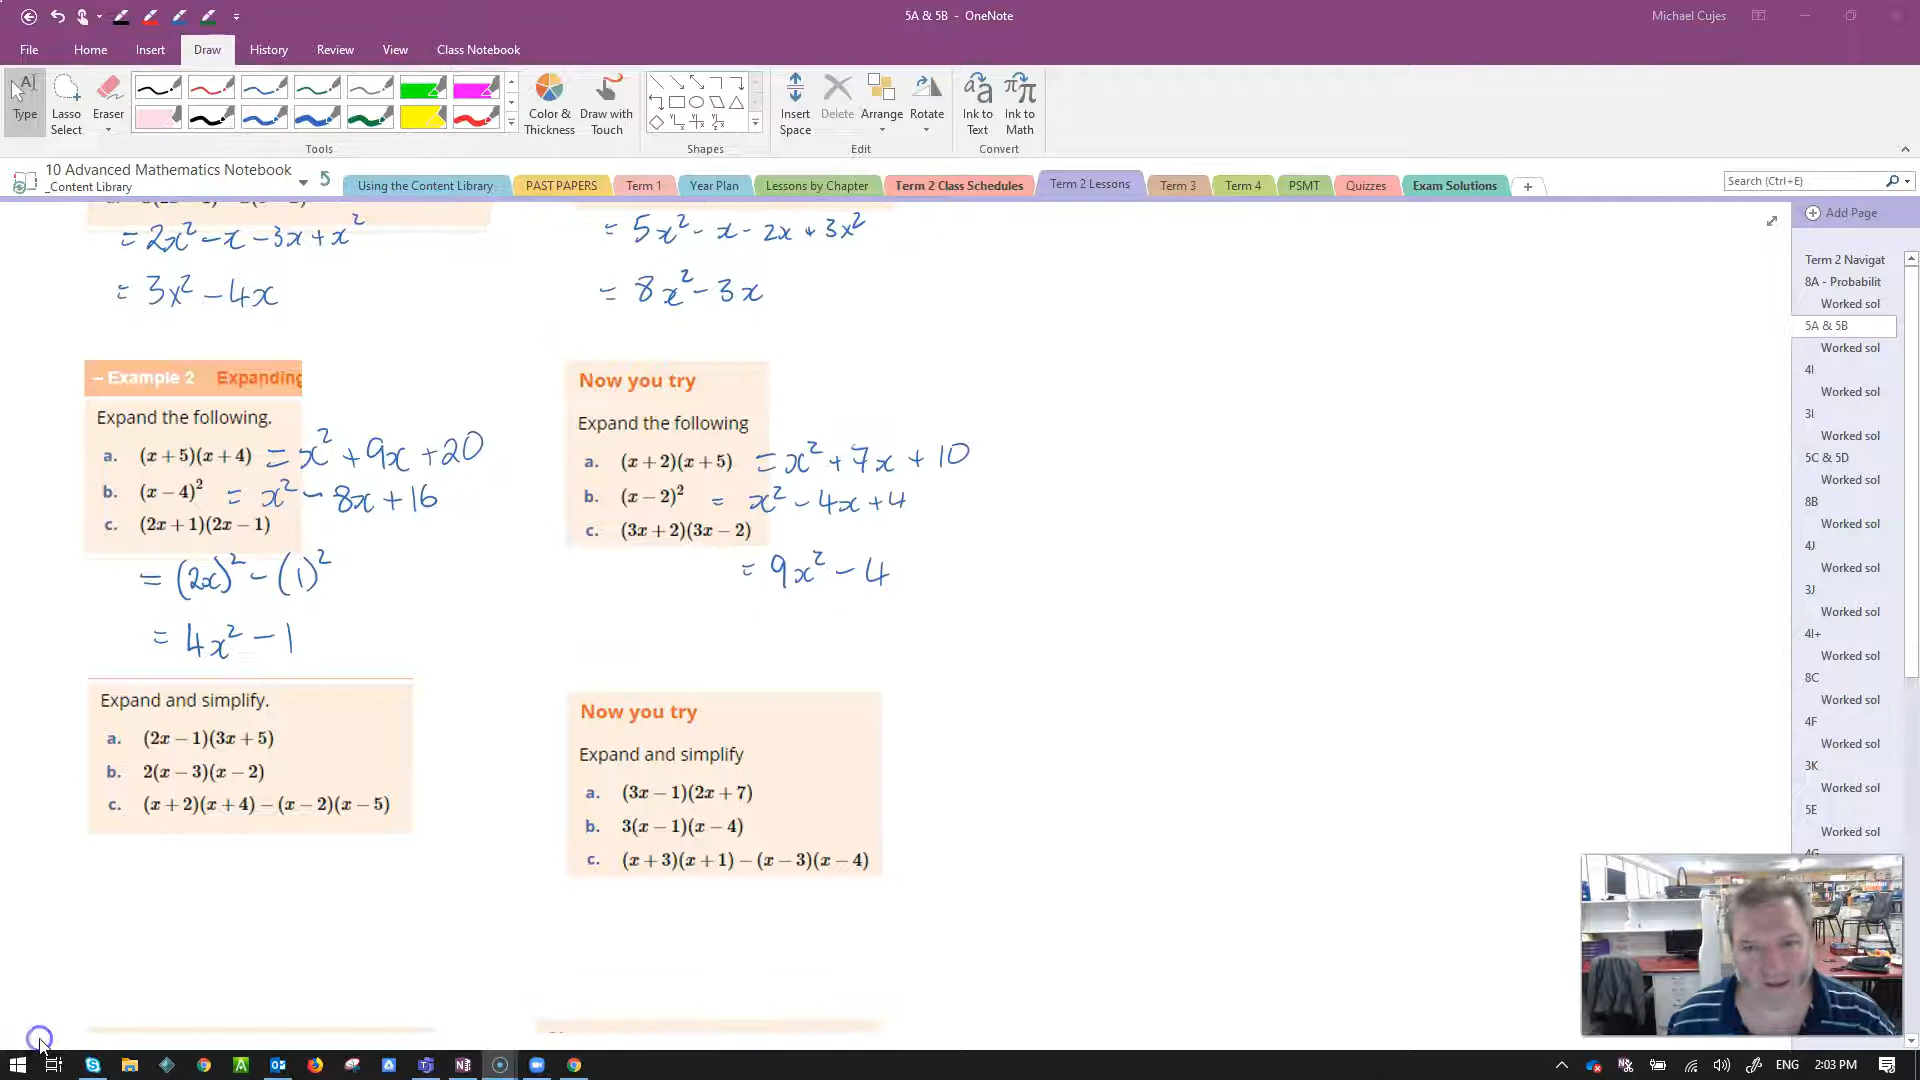 5A & 5B - OneNote
Michael Cujes
File Home Insert Draw History Review View Class Notebook
Type Lasso Select Eraser Color & Thickness Draw with Touch Insert Space Delete Arrange Rotate Ink to Text Ink to Math
Tools Shapes Edit Convert
10 Advanced Mathematics Notebook
_Content Library
Using the Content Library PAST PAPERS Term 1 Year Plan Lessons by Chapter Term 2 Class Schedules Term 2 Lessons Term 3 Term 4 PSMT Quizzes Exam Solutions
Search (Ctrl+E)
Add Page
Term 2 Navigat
8A - Probabilit
Worked sol
5A & 5B
Worked sol
4I
Worked sol
3I
Worked sol
5C & 5D
Worked sol
8B
Worked sol
4J
Worked sol
3J
Worked sol
4I+
Worked sol
8C
Worked sol
4F
Worked sol
3K
Worked sol
5E
Worked sol
4G
= 2x² - x - 3x + x²
= 3x² - 4x
= 5x² - x - 2x + 3x²
= 8x² - 3x
– Example 2 Expanding
Expand the following.
a. (x + 5)(x + 4) = x² + 9x + 20
b. (x − 4)² = x² - 8x + 16
c. (2x + 1)(2x − 1)
= (2x)² - (1)²
= 4x² - 1
Now you try
Expand the following
a. (x + 2)(x + 5) = x² + 7x + 10
b. (x − 2)² = x² - 4x + 4
c. (3x + 2)(3x − 2)
= 9x² - 4
Expand and simplify.
a. (2x − 1)(3x + 5)
b. 2(x − 3)(x − 2)
c. (x + 2)(x + 4) − (x − 2)(x − 5)
Now you try
Expand and simplify
a. (3x − 1)(2x + 7)
b. 3(x − 1)(x − 4)
c. (x + 3)(x + 1) − (x − 3)(x − 4)
ENG 2:03 PM